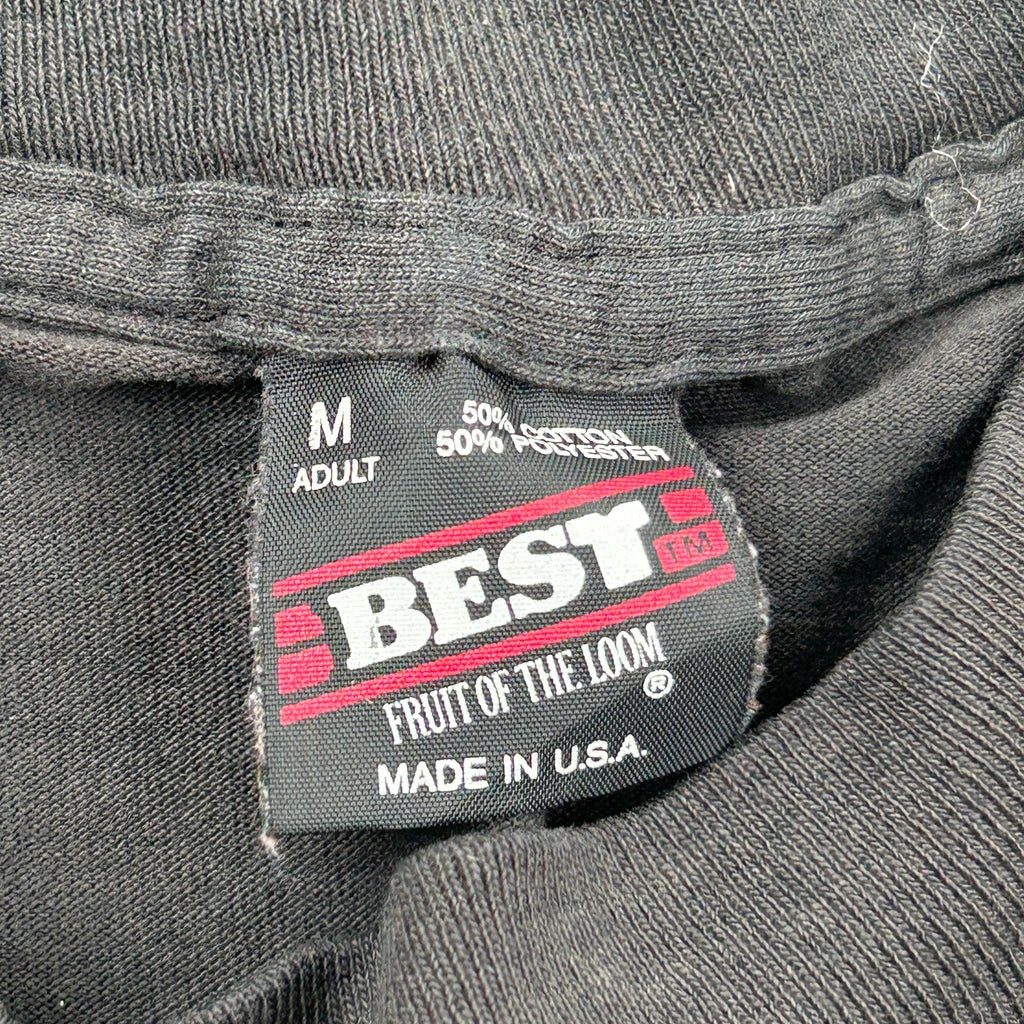 M
ADULT
50% COTTON
50% POLYESTER
BEST TM
FRUIT OF THE LOOM
®
MADE IN U.S.A.